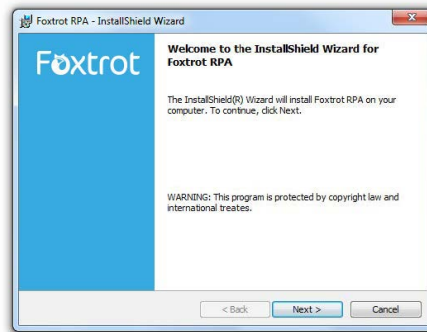 Foxtrot RPA - InstallShield Wizard
Foxtrot
Welcome to the InstallShield Wizard for
Foxtrot RPA
The InstallShield(R) Wizard will install Foxtrot RPA on your
computer. To continue, click Next.
WARNING: This program is protected by copyright law and
international treates.
< Back Next > Cancel